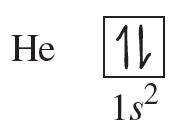 He ⥮
1s²